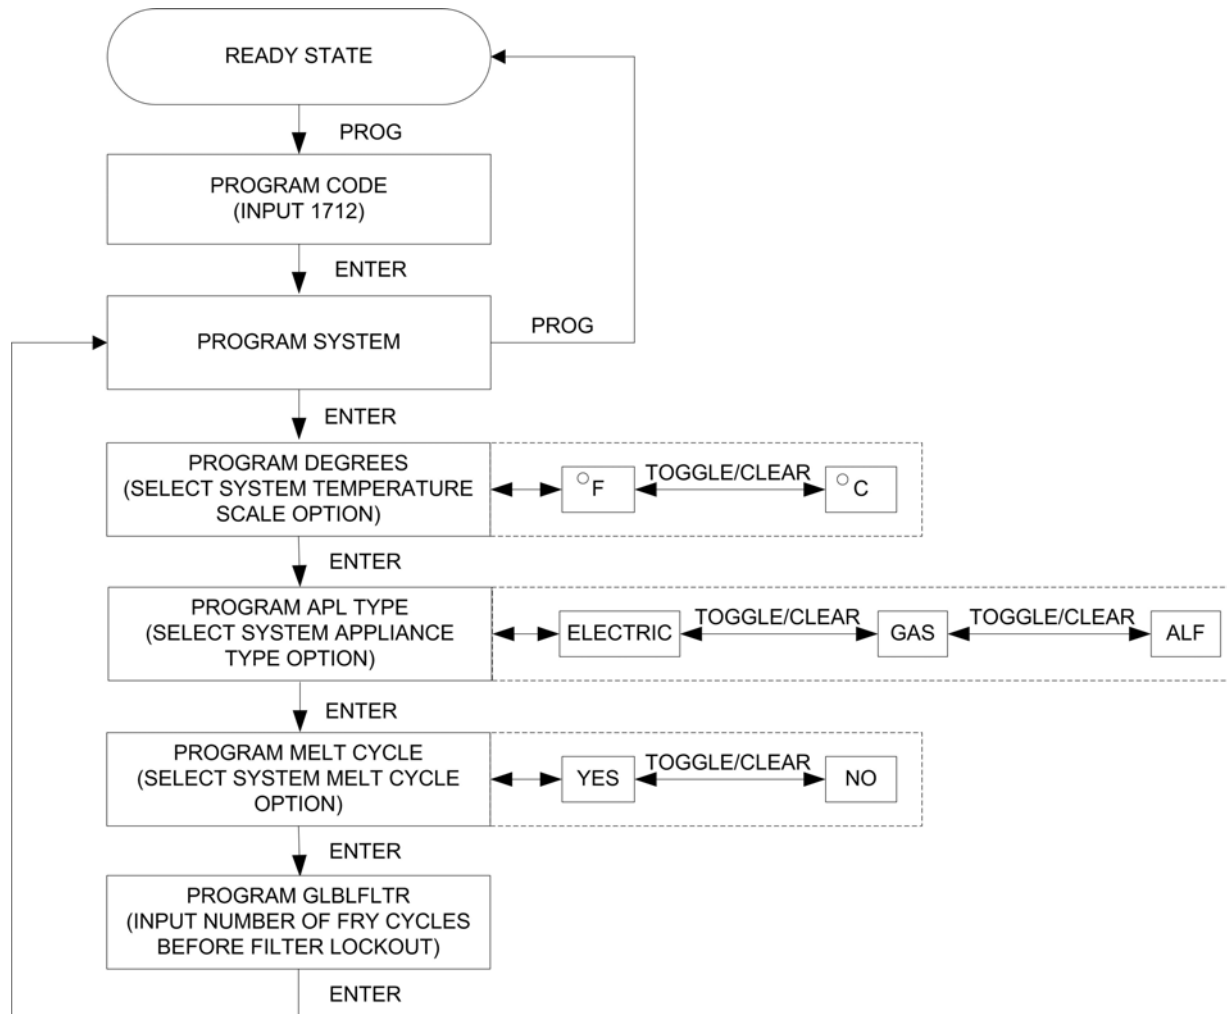 READY STATE
PROG
PROGRAM CODE
(INPUT 1712)
ENTER
PROGRAM SYSTEM
PROG
ENTER
PROGRAM DEGREES
(SELECT SYSTEM TEMPERATURE
SCALE OPTION)
°F
TOGGLE/CLEAR
°C
ENTER
PROGRAM APL TYPE
(SELECT SYSTEM APPLIANCE
TYPE OPTION)
ELECTRIC
TOGGLE/CLEAR
GAS
TOGGLE/CLEAR
ALF
ENTER
PROGRAM MELT CYCLE
(SELECT SYSTEM MELT CYCLE
OPTION)
YES
TOGGLE/CLEAR
NO
ENTER
PROGRAM GLBLFLTR
(INPUT NUMBER OF FRY CYCLES
BEFORE FILTER LOCKOUT)
ENTER